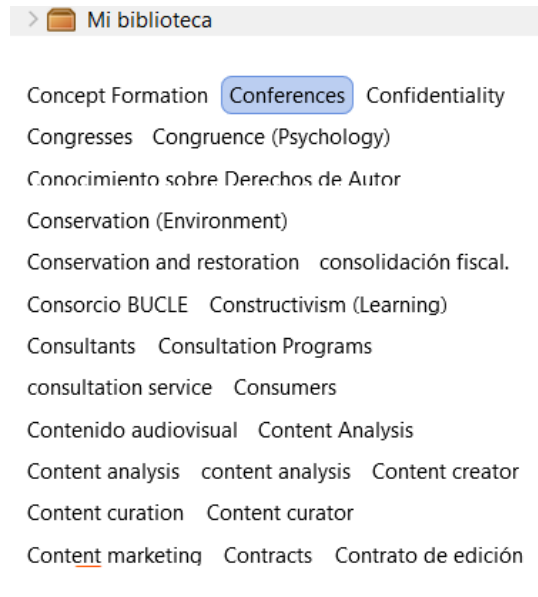 Mi biblioteca
Concept Formation Conferences Confidentiality
Congresses Congruence (Psychology)
Conocimiento sobre Derechos de Autor
Conservation (Environment)
Conservation and restoration consolidación fiscal.
Consorcio BUCLE Constructivism (Learning)
Consultants Consultation Programs
consultation service Consumers
Contenido audiovisual Content Analysis
Content analysis content analysis Content creator
Content curation Content curator
Content marketing Contracts Contrato de edición